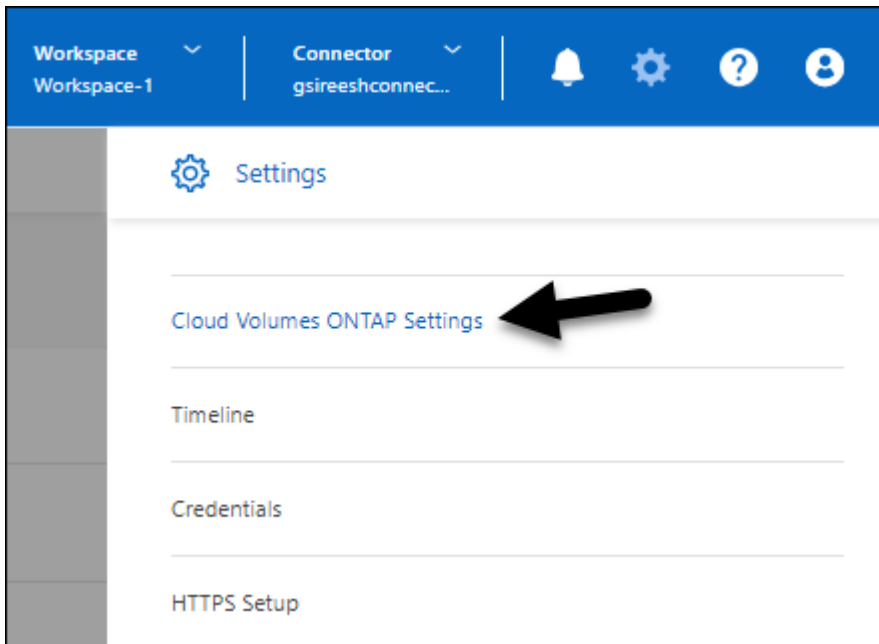 Workspace
Workspace-1
Connector
gsireeshconnec...
Settings
Cloud Volumes ONTAP Settings
Timeline
Credentials
HTTPS Setup